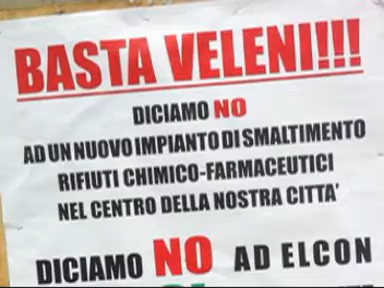 BASTA VELENI!!!
DICIAMO NO
AD UN NUOVO IMPIANTO DI SMALTIMENTO
RIFIUTI CHIMICO-FARMACEUTICI
NEL CENTRO DELLA NOSTRA CITTA'
DICIAMO NO AD ELCON